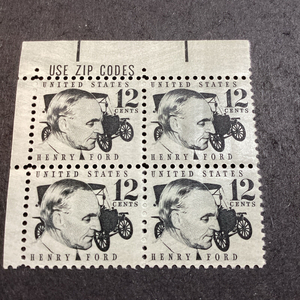 USE ZIP CODES
UNITED STATES UNITED STATES
12 CENTS 12 CENTS
HENRY FORD HENRY FORD
UNITED STATES UNITED STATES
12 CENTS 12 CENTS
HENRY FORD HENRY FORD